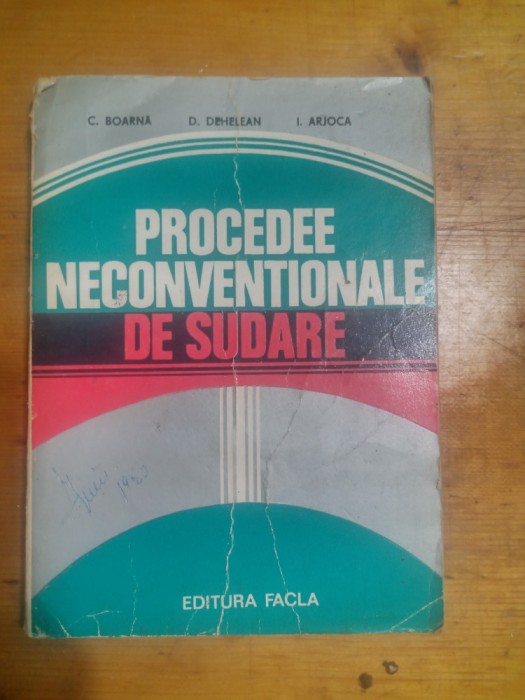 C. BOARNĂ D. DEHELEAN I. ARJOCA
PROCEDEE
NECONVENTIONALE
DE SUDARE
EDITURA FACLA